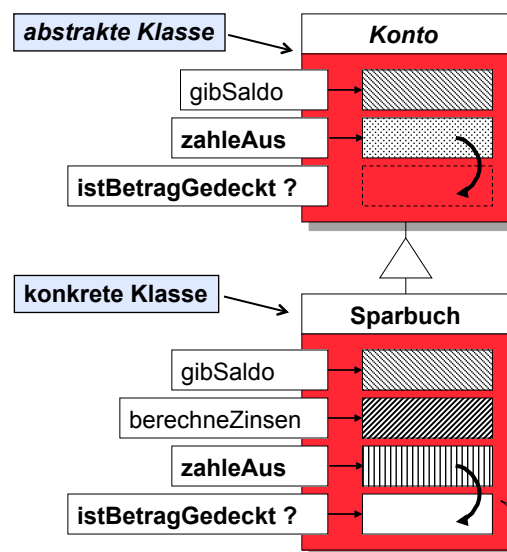 abstrakte Klasse
Konto
gibSaldo
zahleAus
istBetragGedeckt ?
konkrete Klasse
Sparbuch
gibSaldo
berechneZinsen
zahleAus
istBetragGedeckt ?